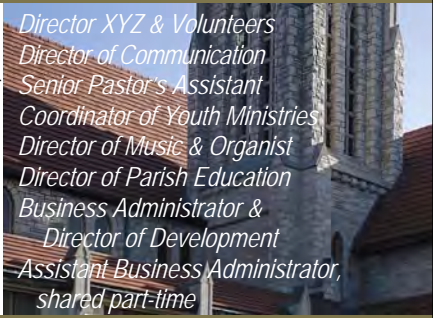 Director XYZ & Volunteers
Director of Communication
Senior Pastor's Assistant
Coordinator of Youth Ministries
Director of Music & Organist
Director of Parish Education
Business Administrator &
Director of Development
Assistant Business Administrator,
shared part-time